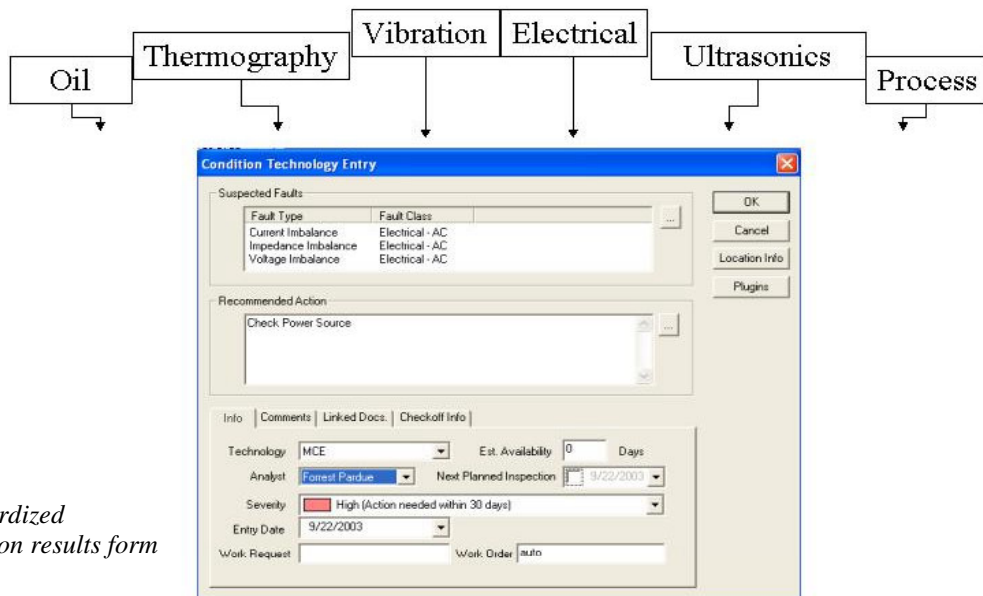 Oil
Thermography
Vibration
Electrical
Ultrasonics
Process
Condition Technology Entry
Suspected Faults
Fault Type Fault Class
Current Imbalance Electrical - AC
Impedance Imbalance Electrical - AC
Voltage Imbalance Electrical - AC
...
OK
Cancel
Location Info
Plugins
Recommended Action
Check Power Source
...
Info Comments Linked Docs. Checkoff Info
Technology MCE Est. Availability 0 Days
Analyst Forrest Pardue Next Planned Inspection 9/22/2003
Severity High (Action needed within 30 days)
Entry Date 9/22/2003
Work Request Work Order auto
rdized
on results form